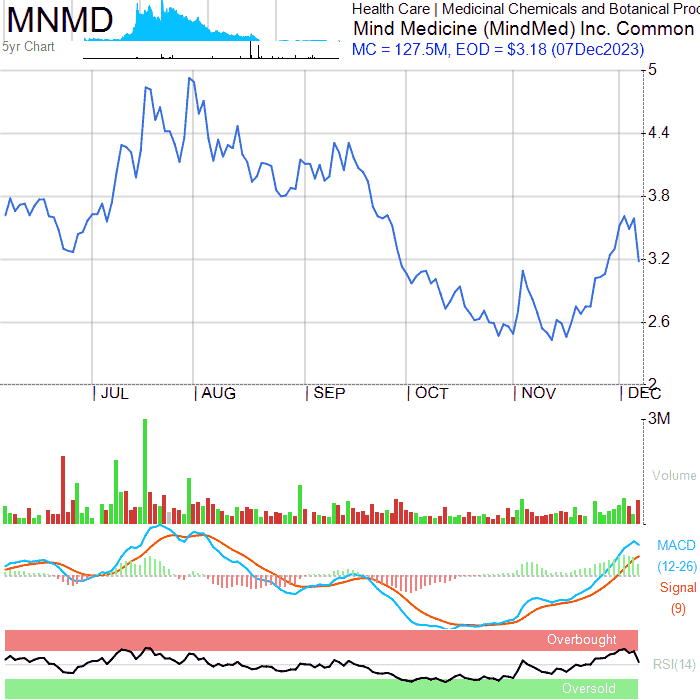 MNMD
5yr Chart
Health Care | Medicinal Chemicals and Botanical Proc
Mind Medicine (MindMed) Inc. Common
MC = 127.5M, EOD = $3.18 (07Dec2023)
5
4.4
3.8
3.2
2.6
2
JUL AUG SEP OCT NOV DEC
3M
Volume
MACD
(12-26)
Signal
(9)
Overbought
RSI(14)
Oversold